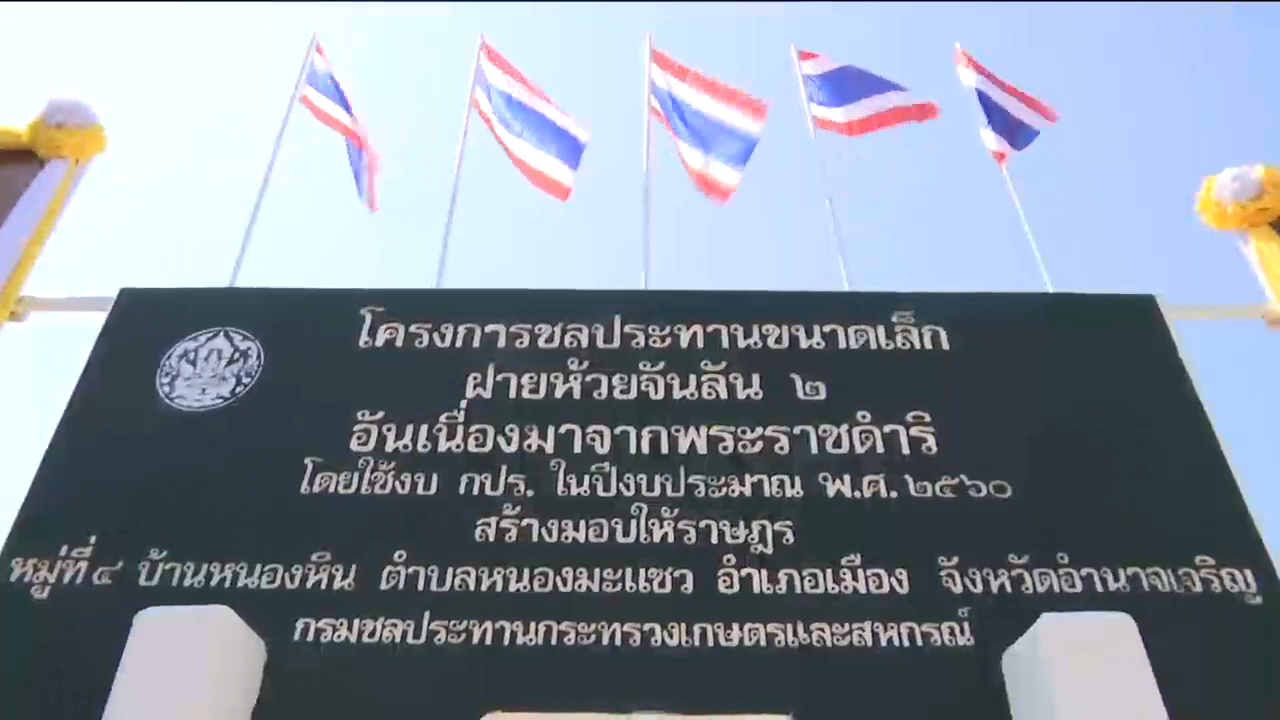 โครงการชลประทานขนาดเล็ก
ฝายห้วยจันลัน ๒
อันเนื่องมาจากพระราชดำริ
โดยใช้งบ กปร. ในปีงบประมาณ พ.ศ. ๒๕๖๐
สร้างมอบให้ราษฎร
หมู่ที่ ๔ บ้านหนองหิน ตำบลหนองมะแซว อำเภอเมือง จังหวัดอำนาจเจริญ
กรมชลประทานกระทรวงเกษตรและสหกรณ์